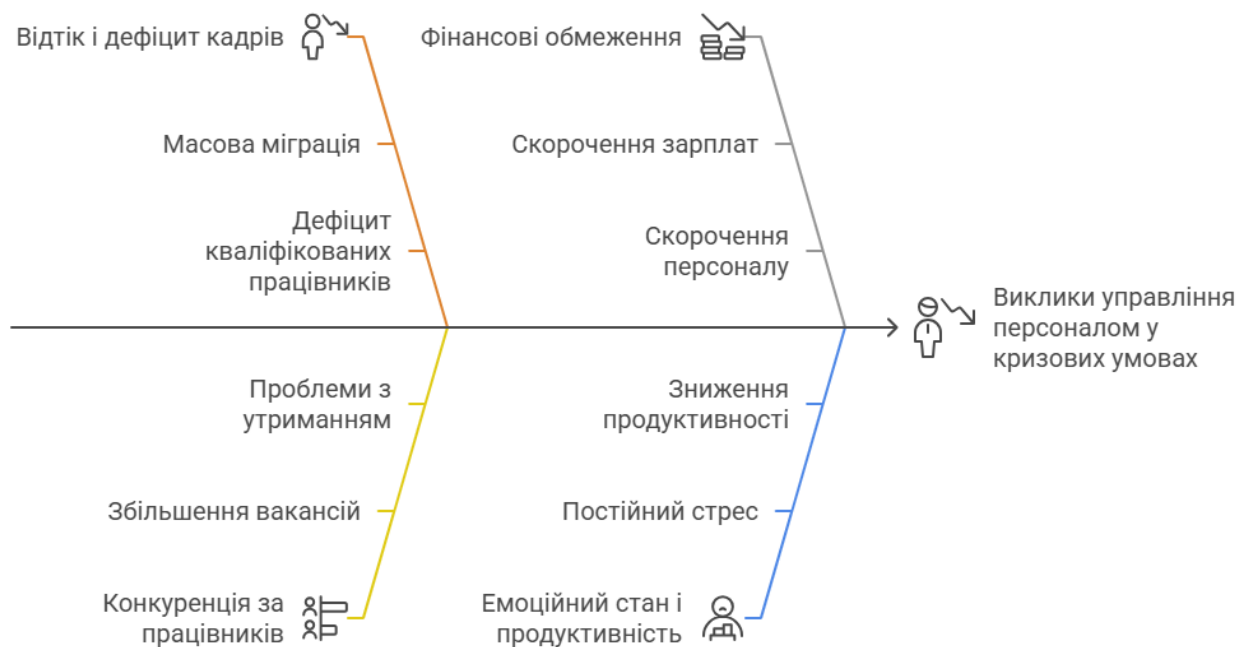 Відтік і дефіцит кадрів
Масова міграція
Дефіцит
кваліфікованих
працівників
Фінансові обмеження
Скорочення зарплат
Скорочення
персоналу
Виклики управління
персоналом у
кризових умовах
Проблеми з
утриманням
Збільшення вакансій
Конкуренція за
працівників
Зниження
продуктивності
Постійний стрес
Емоційний стан і
продуктивність